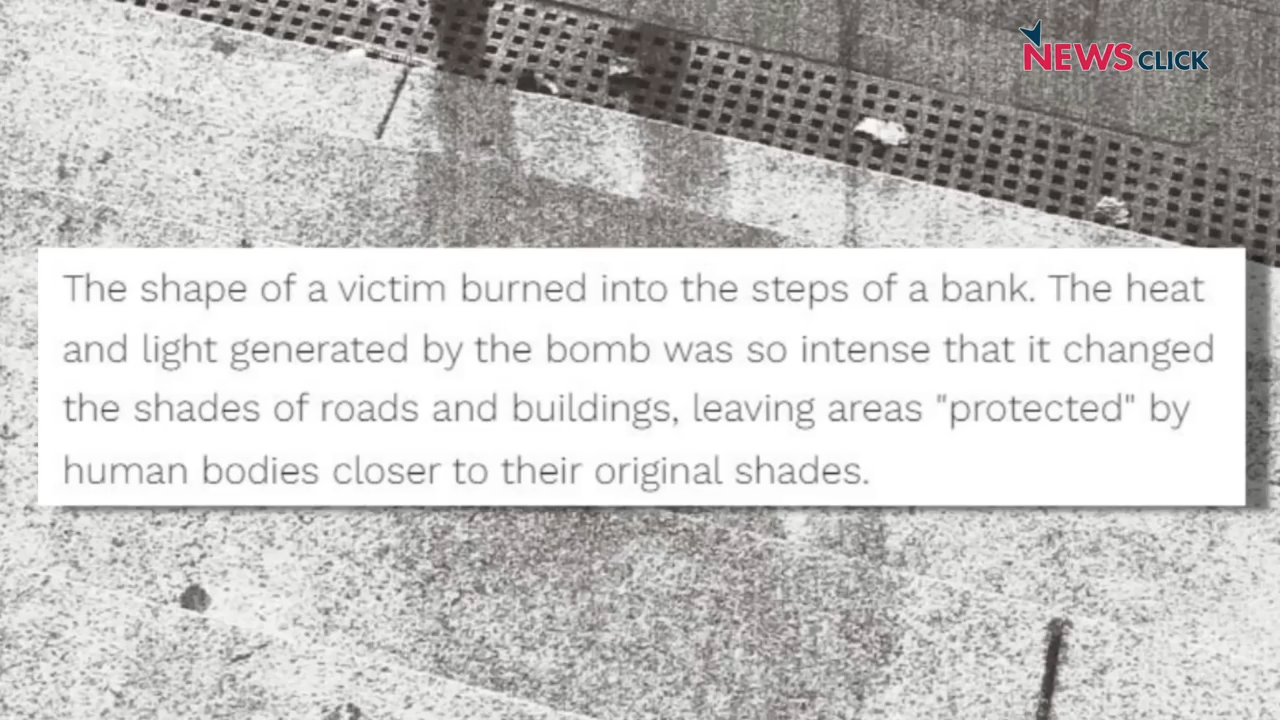 NEWS CLICK
The shape of a victim burned into the steps of a bank. The heat
and light generated by the bomb was so intense that it changed
the shades of roads and buildings, leaving areas "protected" by
human bodies closer to their original shades.